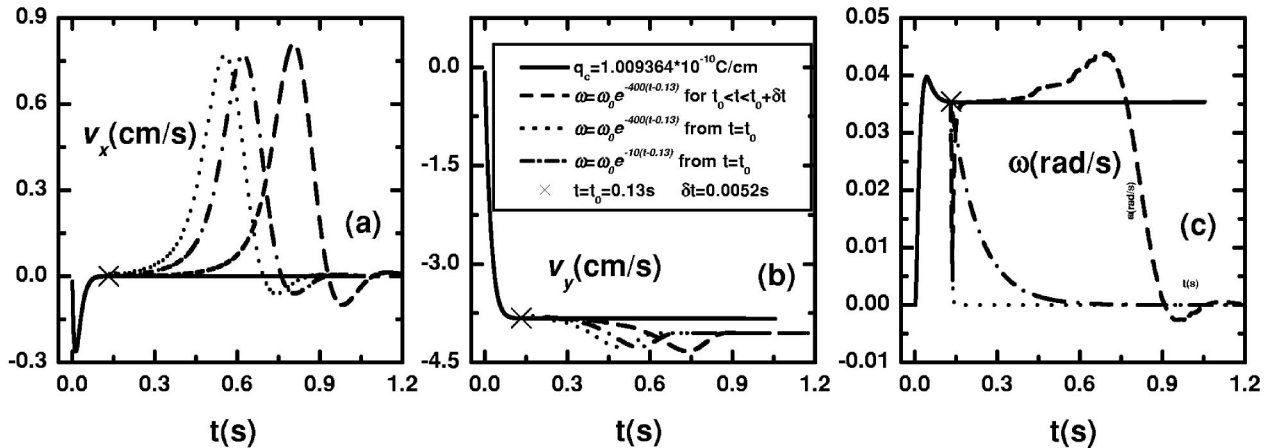 0.9
0.6
0.3
0.0
-0.3
v_x(cm/s)
(a)
0.0 0.3 0.6 0.9 1.2
t(s)
0.0
-1.5
-3.0
-4.5
q_c=1.009364*10^-10C/cm
ω=ω_0e^-400(t-0.13) for t_0<t<t_0+δt
ω=ω_0e^-400(t-0.13) from t=t_0
ω=ω_0e^-10(t-0.13) from t=t_0
× t=t_0=0.13s δt=0.0052s
v_y(cm/s)
(b)
0.0 0.3 0.6 0.9 1.2
t(s)
0.05
0.04
0.03
0.02
0.01
0.00
-0.01
ω(rad/s)
ω(rad/s)
(c)
t(s)
0.0 0.3 0.6 0.9 1.2
t(s)